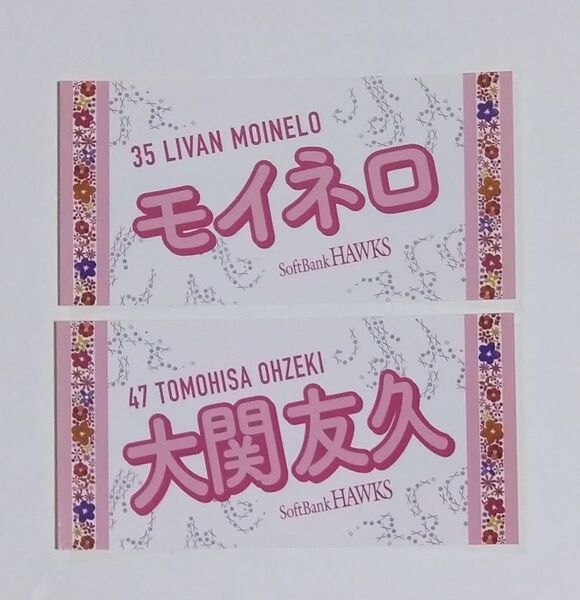 35 LIVAN MOINELO
モイネロ
SoftBank HAWKS
47 TOMOHISA OHZEKI
大関友久
SoftBank HAWKS